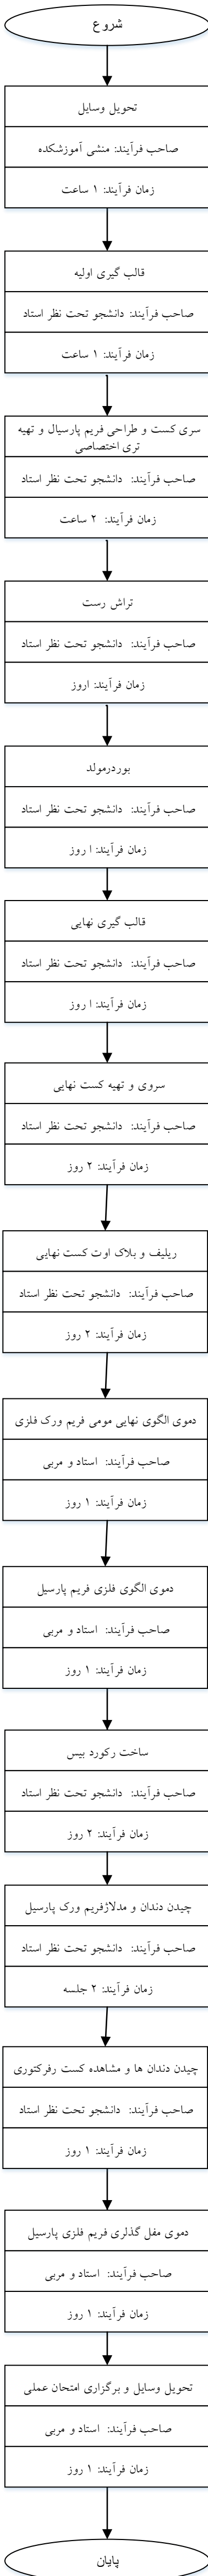 شروع
تحویل وسایل
صاحب فرآیند: منشی آموزشکده
زمان فرآیند: ۱ ساعت
قالب گیری اولیه
صاحب فرآیند: دانشجو تحت نظر استاد
زمان فرآیند: ۱ ساعت
سری کست و طراحی فریم پارسیال و تهیه
تری اختصاصی
صاحب فرآیند: دانشجو تحت نظر استاد
زمان فرآیند: ۲ ساعت
تراش رست
صاحب فرآیند: دانشجو تحت نظر استاد
زمان فرآیند: اروز
بوردرمولد
صاحب فرآیند: دانشجو تحت نظر استاد
زمان فرآیند: ا روز
قالب گیری نهایی
صاحب فرآیند: دانشجو تحت نظر استاد
زمان فرآیند: ا روز
سروی و تهیه کست نهایی
صاحب فرآیند: دانشجو تحت نظر استاد
زمان فرآیند: ۲ روز
ریلیف و بلاک اوت کست نهایی
صاحب فرآیند: دانشجو تحت نظر استاد
زمان فرآیند: ۲ روز
دموی الگوی نهایی مومی فریم ورک فلزی
صاحب فرآیند: استاد و مربی
زمان فرآیند: ۱ روز
دموی الگوی فلزی فریم پارسیل
صاحب فرآیند: استاد و مربی
زمان فرآیند: ۱ روز
ساخت رکورد بیس
صاحب فرآیند: دانشجو تحت نظر استاد
زمان فرآیند: ۲ روز
چیدن دندان و مدلاژفریم ورک پارسیل
صاحب فرآیند: دانشجو تحت نظر استاد
زمان فرآیند: ۲ جلسه
چیدن دندان ها و مشاهده کست رفرکتوری
صاحب فرآیند: دانشجو تحت نظر استاد
زمان فرآیند: ۱ روز
دموی مفل گذلری فریم فلزی پارسیل
صاحب فرآیند: استاد و مربی
زمان فرآیند: ۱ روز
تحویل وسایل و برگزاری امتحان عملی
صاحب فرآیند: استاد و مربی
زمان فرآیند: ۱ روز
پایان